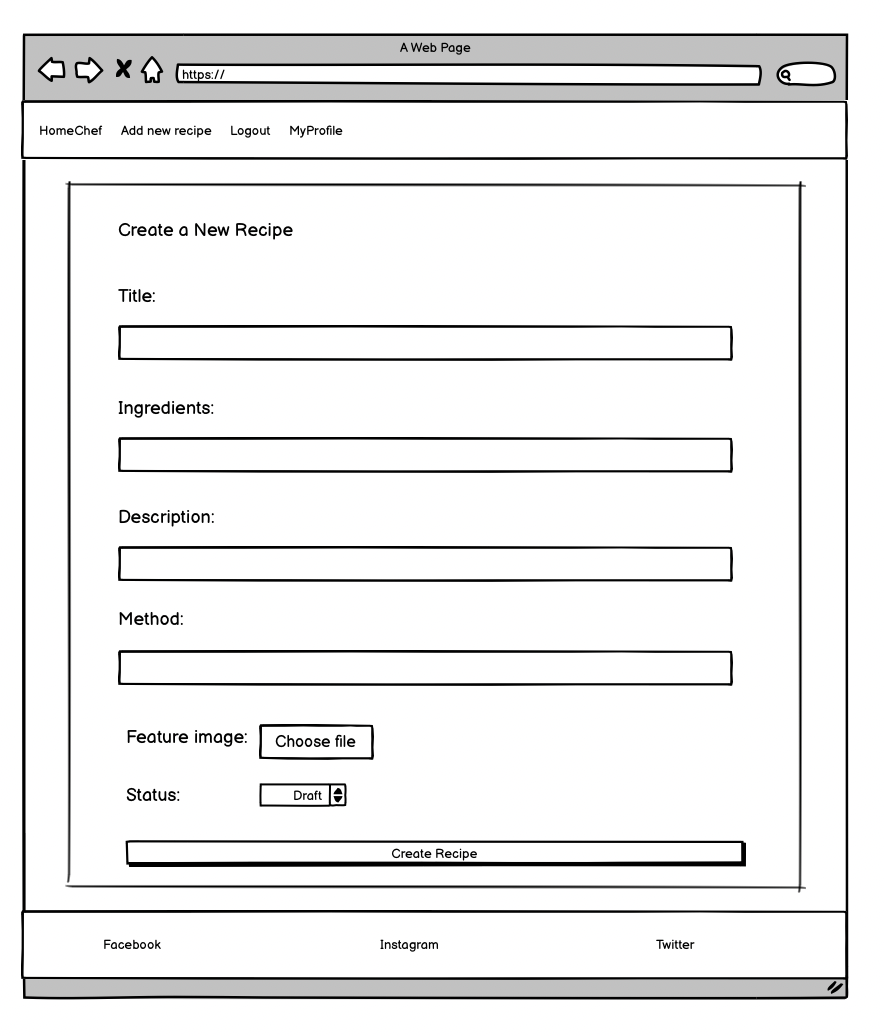 A Web Page
https://
HomeChef Add new recipe Logout MyProfile
Create a New Recipe
Title:
Ingredients:
Description:
Method:
Feature image: Choose file
Status: Draft
Create Recipe
Facebook Instagram Twitter